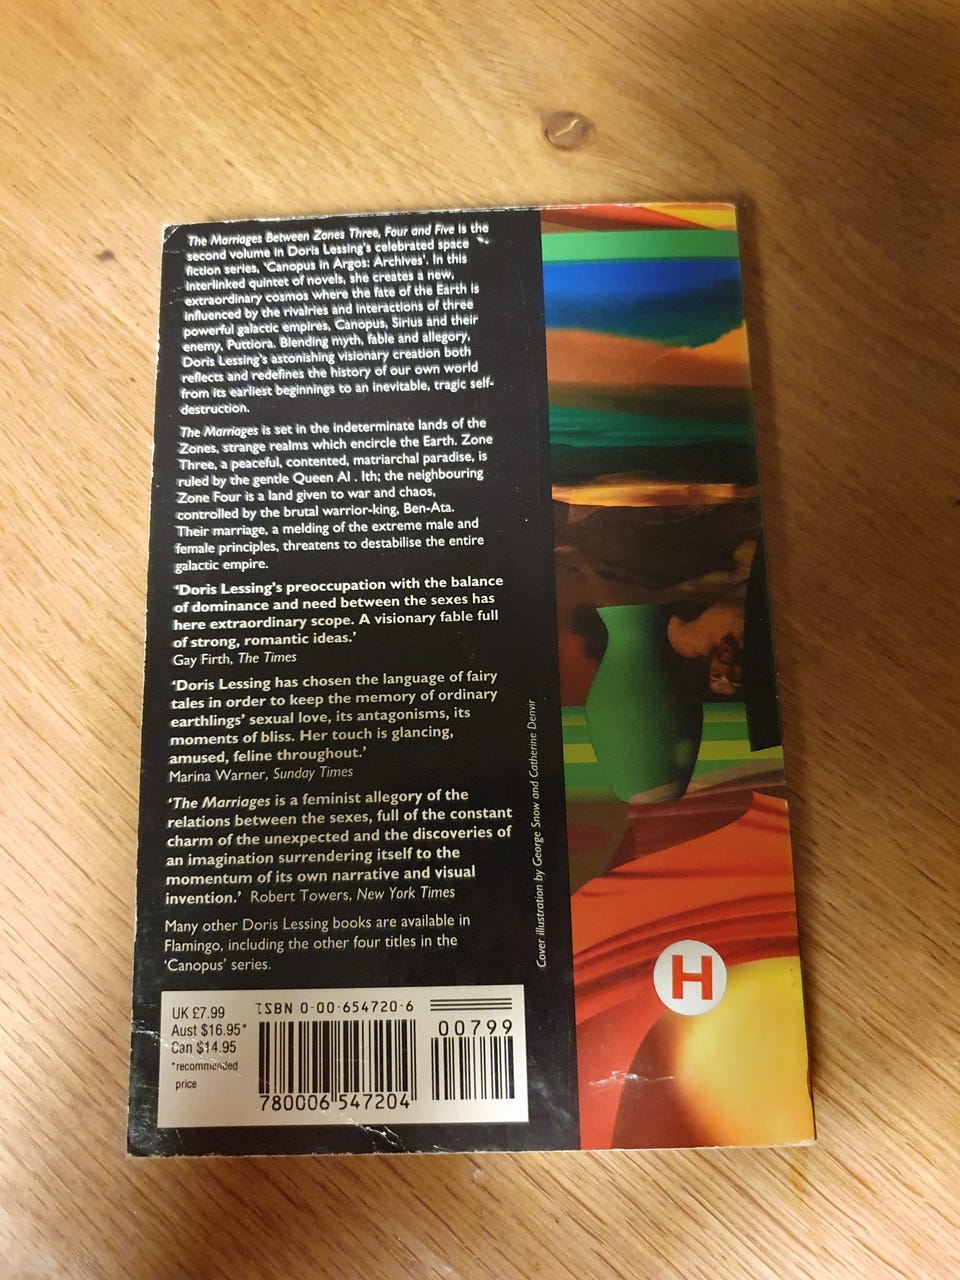 The Marriages Between Zones Three, Four and Five is the
second volume in Doris Lessing's celebrated space
fiction series, 'Canopus in Argos: Archives'. In this
interlinked quintet of novels, she creates a new,
extraordinary cosmos where the fate of the Earth is
influenced by the rivalries and interactions of three
powerful galactic empires, Canopus, Sirius and their
enemy, Puttiora. Blending myth, fable and allegory,
Doris Lessing's astonishing visionary creation both
reflects and redefines the history of our own world
from its earliest beginnings to an inevitable, tragic self-
destruction.
The Marriages is set in the indeterminate lands of the
Zones, strange realms which encircle the Earth. Zone
Three, a peaceful, contented, matriarchal paradise, is
ruled by the gentle Queen Al . Ith; the neighbouring
Zone Four is a land given to war and chaos,
controlled by the brutal warrior-king, Ben-Ata.
Their marriage, a melding of the extreme male and
female principles, threatens to destabilise the entire
galactic empire.
'Doris Lessing's preoccupation with the balance
of dominance and need between the sexes has
here extraordinary scope. A visionary fable full
of strong, romantic ideas.'
Gay Firth, The Times
'Doris Lessing has chosen the language of fairy
tales in order to keep the memory of ordinary
earthlings' sexual love, its antagonisms, its
moments of bliss. Her touch is glancing,
amused, feline throughout.'
Marina Warner, Sunday Times
'The Marriages is a feminist allegory of the
relations between the sexes, full of the constant
charm of the unexpected and the discoveries of
an imagination surrendering itself to the
momentum of its own narrative and visual
invention.' Robert Towers, New York Times
Many other Doris Lessing books are available in
Flamingo, including the other four titles in the
'Canopus' series.
Cover illustration by George Snow and Catherine Denvir
H
UK £7.99
Aust $16.95*
Can $14.95
*recommended
price
ISBN 0-00-654720-6
00799
780006 547204